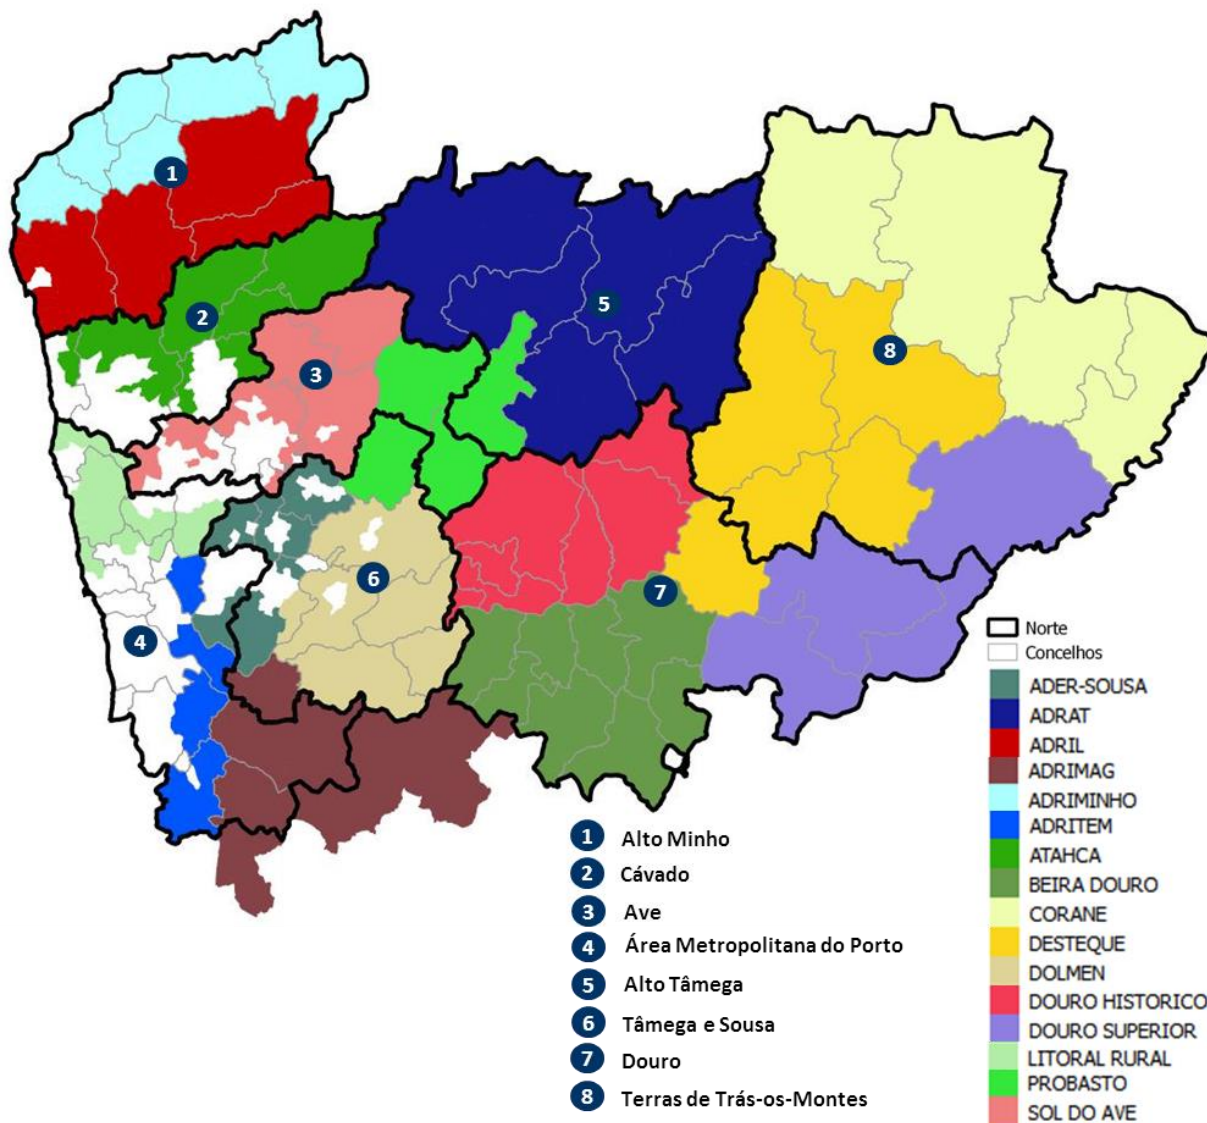 1
2
3
5
8
6
7
4
Norte
Concelhos
ADER-SOUSA
ADRAT
ADRIL
ADRIMAG
ADRIMINHO
ADRITEM
ATAHCA
BEIRA DOURO
CORANE
DESTEQUE
DOLMEN
DOURO HISTORICO
DOURO SUPERIOR
LITORAL RURAL
PROBASTO
SOL DO AVE
1 Alto Minho
2 Cávado
3 Ave
4 Área Metropolitana do Porto
5 Alto Tâmega
6 Tâmega e Sousa
7 Douro
8 Terras de Trás-os-Montes